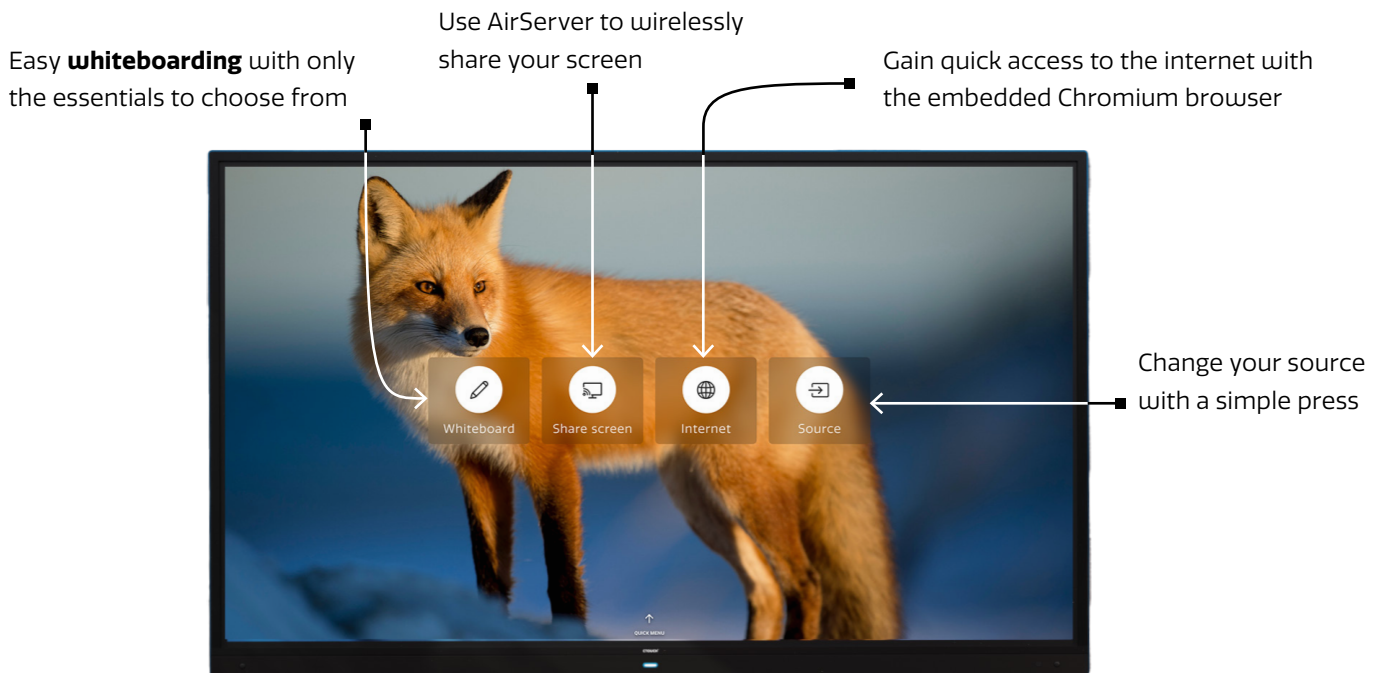 Use AirServer to wirelessly
share your screen
Easy whiteboarding with only
the essentials to choose from
Gain quick access to the internet with
the embedded Chromium browser
Change your source
with a simple press
Whiteboard
Share screen
Internet
Source
QUICK MENU